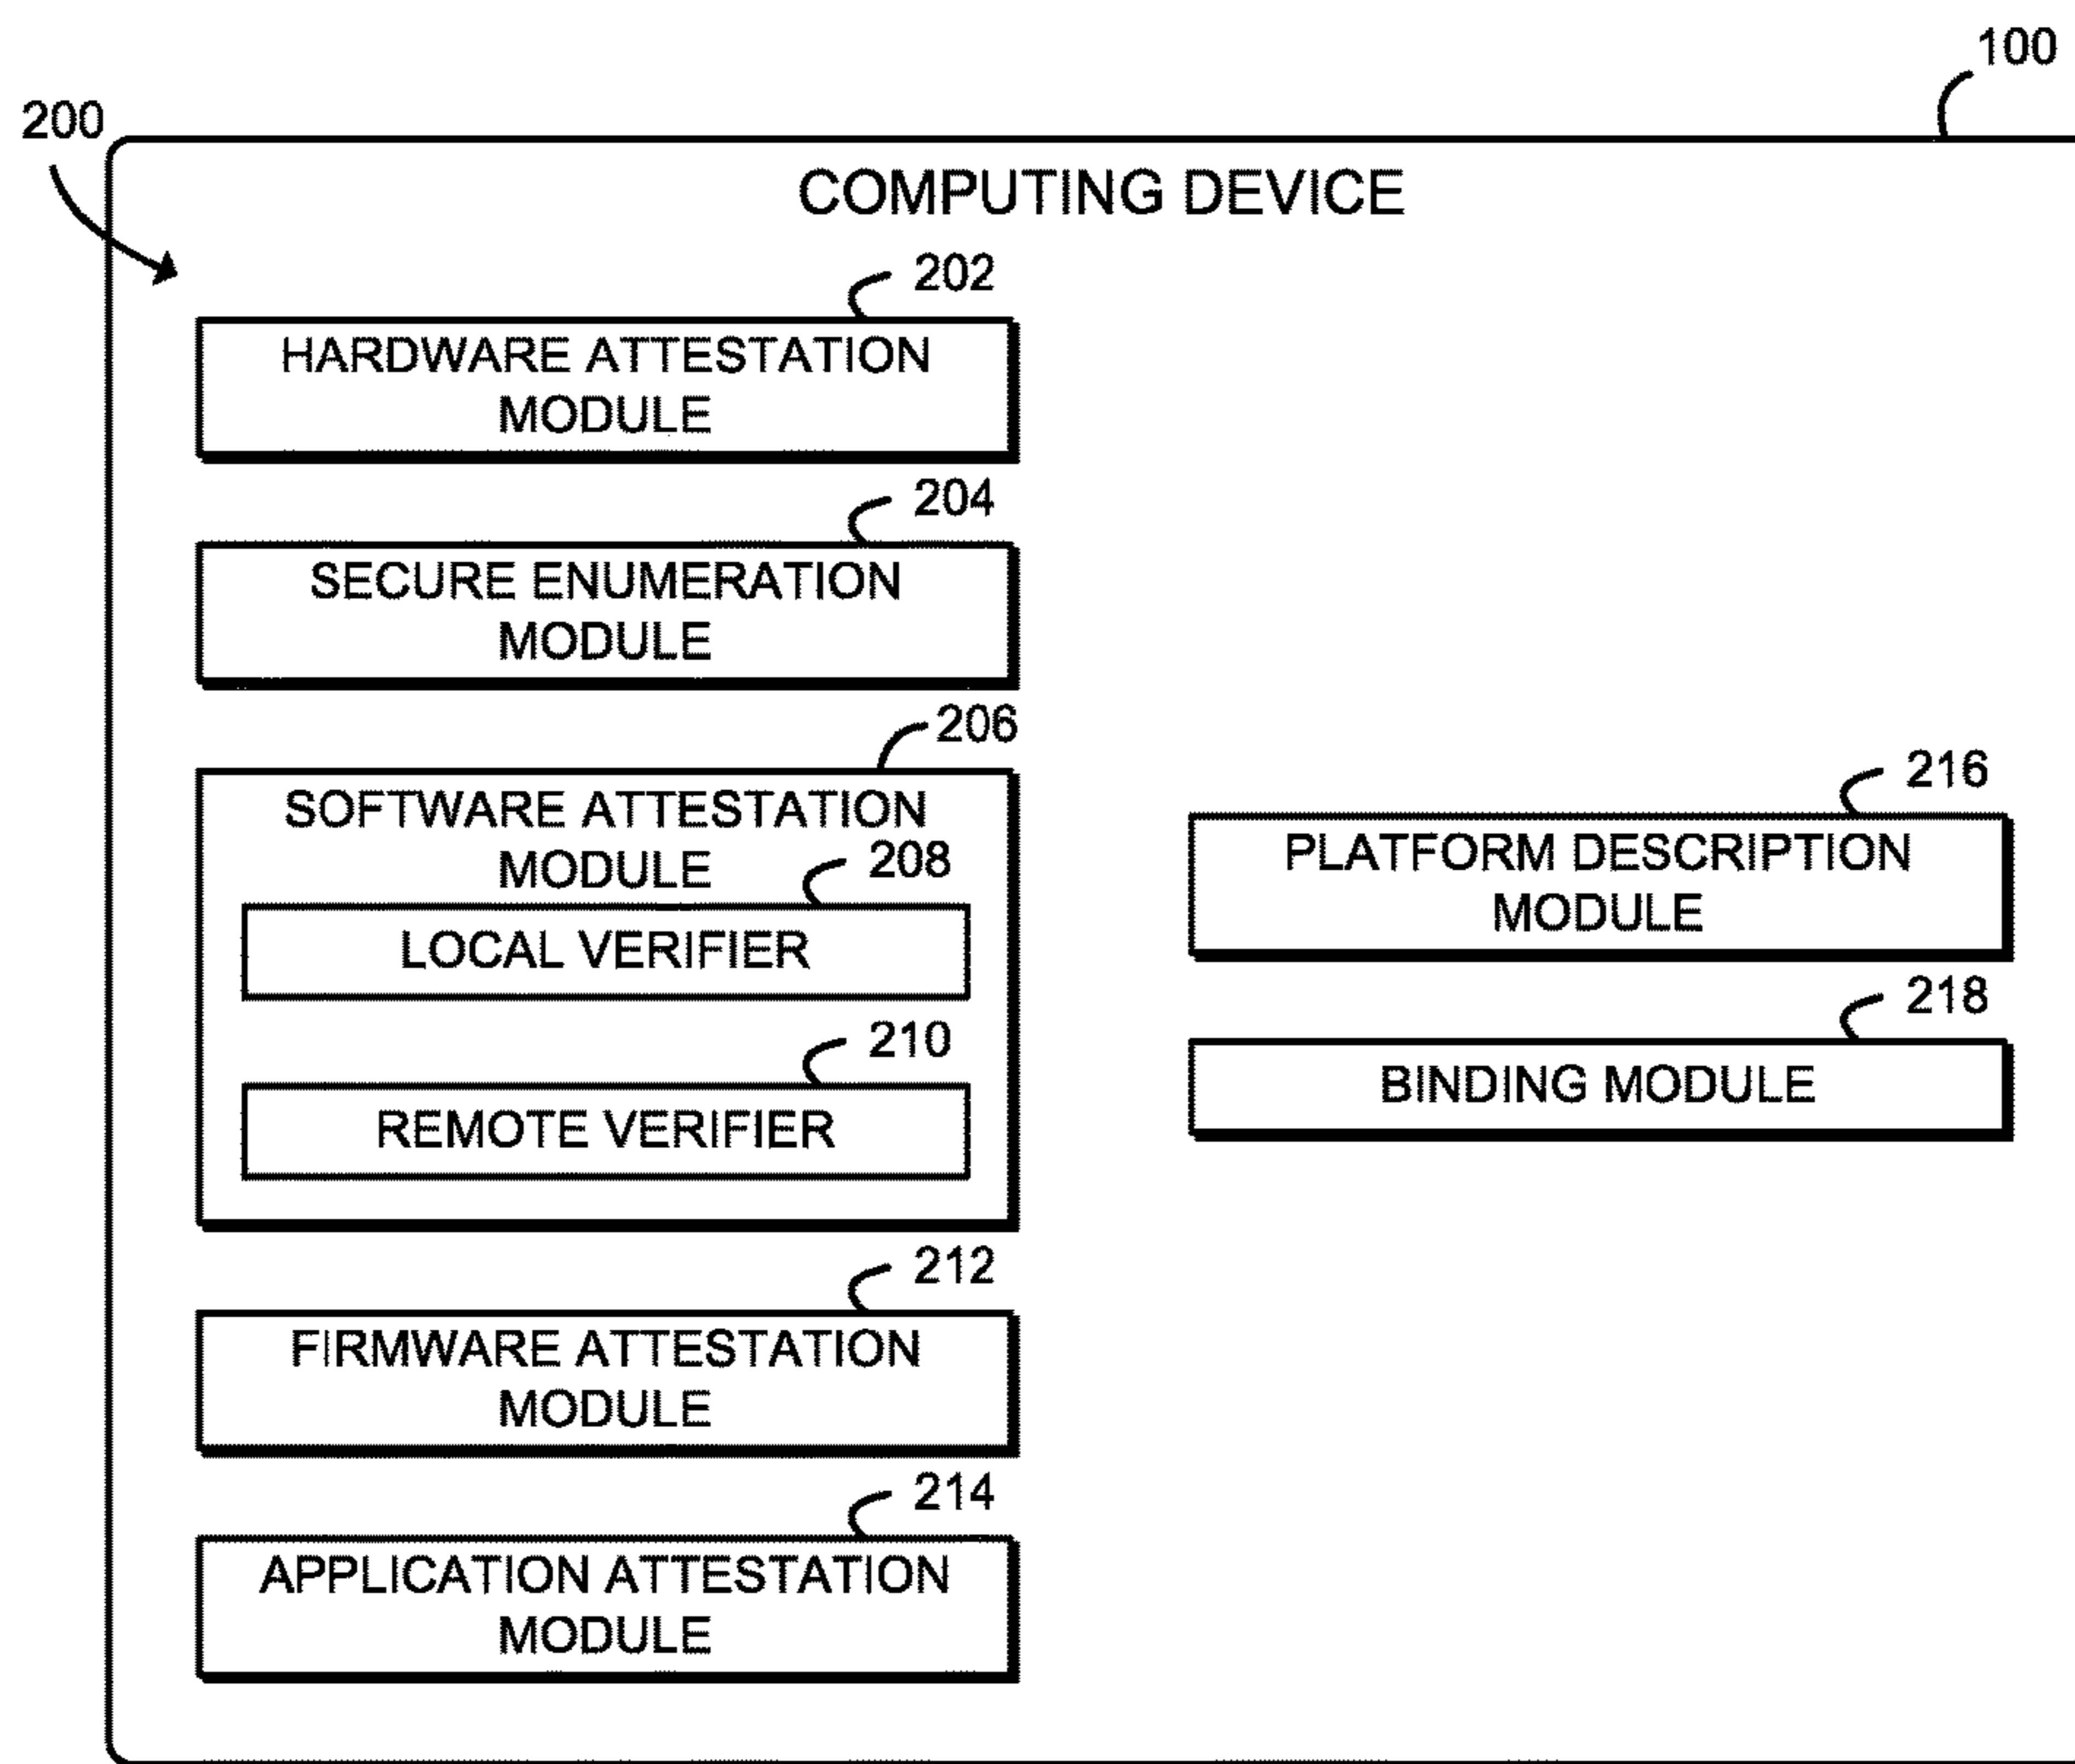 100
200
COMPUTING DEVICE
202
HARDWARE ATTESTATION
MODULE
204
SECURE ENUMERATION
MODULE
206
SOFTWARE ATTESTATION
MODULE
208
LOCAL VERIFIER
210
REMOTE VERIFIER
212
FIRMWARE ATTESTATION
MODULE
214
APPLICATION ATTESTATION
MODULE
216
PLATFORM DESCRIPTION
MODULE
218
BINDING MODULE